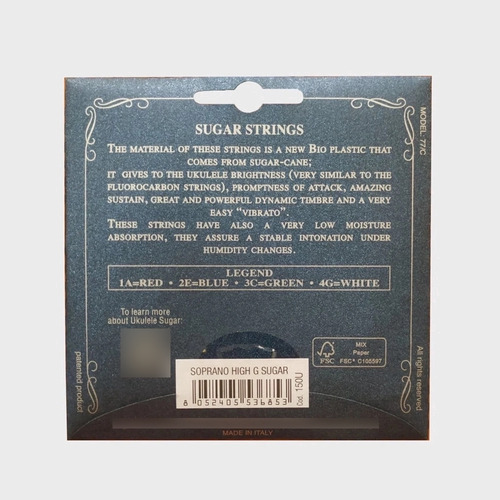 SUGAR STRINGS
THE MATERIAL OF THESE STRINGS IS A NEW BIO PLASTIC THAT
COMES FROM SUGAR-CANE;
IT GIVES TO THE UKULELE BRIGHTNESS (VERY SIMILAR TO THE
FLUOROCARBON STRINGS), PROMPTNESS OF ATTACK, AMAZING
SUSTAIN, GREAT AND POWERFUL DYNAMIC TIMBRE AND A VERY
EASY "VIBRATO".
THESE STRINGS HAVE ALSO A VERY LOW MOISTURE
ABSORPTION, THEY ASSURE A STABLE INTONATION UNDER
HUMIDITY CHANGES.
MODEL: 77/C
LEGEND
1A=RED • 2E=BLUE • 3C=GREEN • 4G=WHITE
To learn more
about Ukulele Sugar:
FSC
MIX
Paper
FSC® C105597
patented product
All rights reserved
SOPRANO HIGH G SUGAR
8 052405 536853
Cod. 150U
MADE IN ITALY